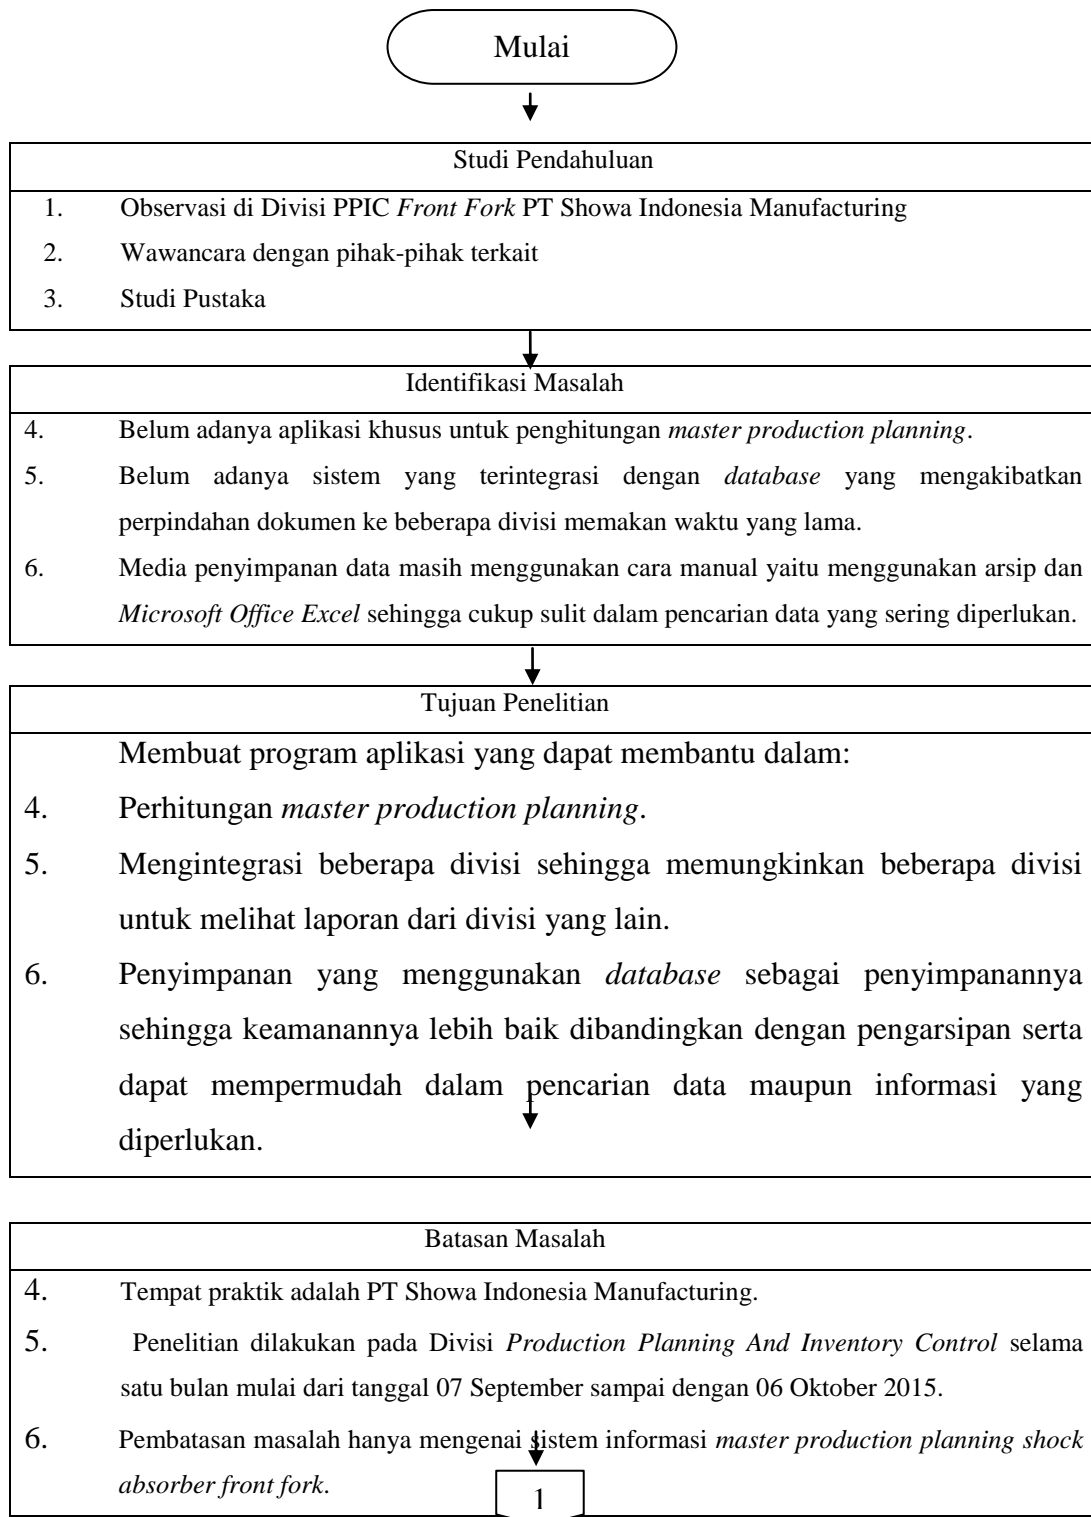 Mulai
Studi Pendahuluan
1. Observasi di Divisi PPIC Front Fork PT Showa Indonesia Manufacturing
2. Wawancara dengan pihak-pihak terkait
3. Studi Pustaka
Identifikasi Masalah
4. Belum adanya aplikasi khusus untuk penghitungan master production planning.
5. Belum adanya sistem yang terintegrasi dengan database yang mengakibatkan
perpindahan dokumen ke beberapa divisi memakan waktu yang lama.
6. Media penyimpanan data masih menggunakan cara manual yaitu menggunakan arsip dan
Microsoft Office Excel sehingga cukup sulit dalam pencarian data yang sering diperlukan.
Tujuan Penelitian
Membuat program aplikasi yang dapat membantu dalam:
4. Perhitungan master production planning.
5. Mengintegrasi beberapa divisi sehingga memungkinkan beberapa divisi
untuk melihat laporan dari divisi yang lain.
6. Penyimpanan yang menggunakan database sebagai penyimpanannya
sehingga keamanannya lebih baik dibandingkan dengan pengarsipan serta
dapat mempermudah dalam pencarian data maupun informasi yang
diperlukan.
Batasan Masalah
4. Tempat praktik adalah PT Showa Indonesia Manufacturing.
5. Penelitian dilakukan pada Divisi Production Planning And Inventory Control selama
satu bulan mulai dari tanggal 07 September sampai dengan 06 Oktober 2015.
6. Pembatasan masalah hanya mengenai sistem informasi master production planning shock
absorber front fork.
1